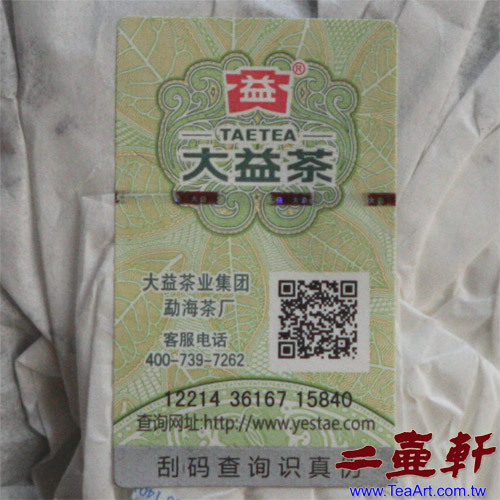 益®
TAETEA
大益茶
大益茶业集团
勐海茶厂
客服电话
400-739-7262
12214 36167 15840
查询网址:http://www.yestae.com
刮码查询识真伪
二壺軒
www.TeaArt.com.tw